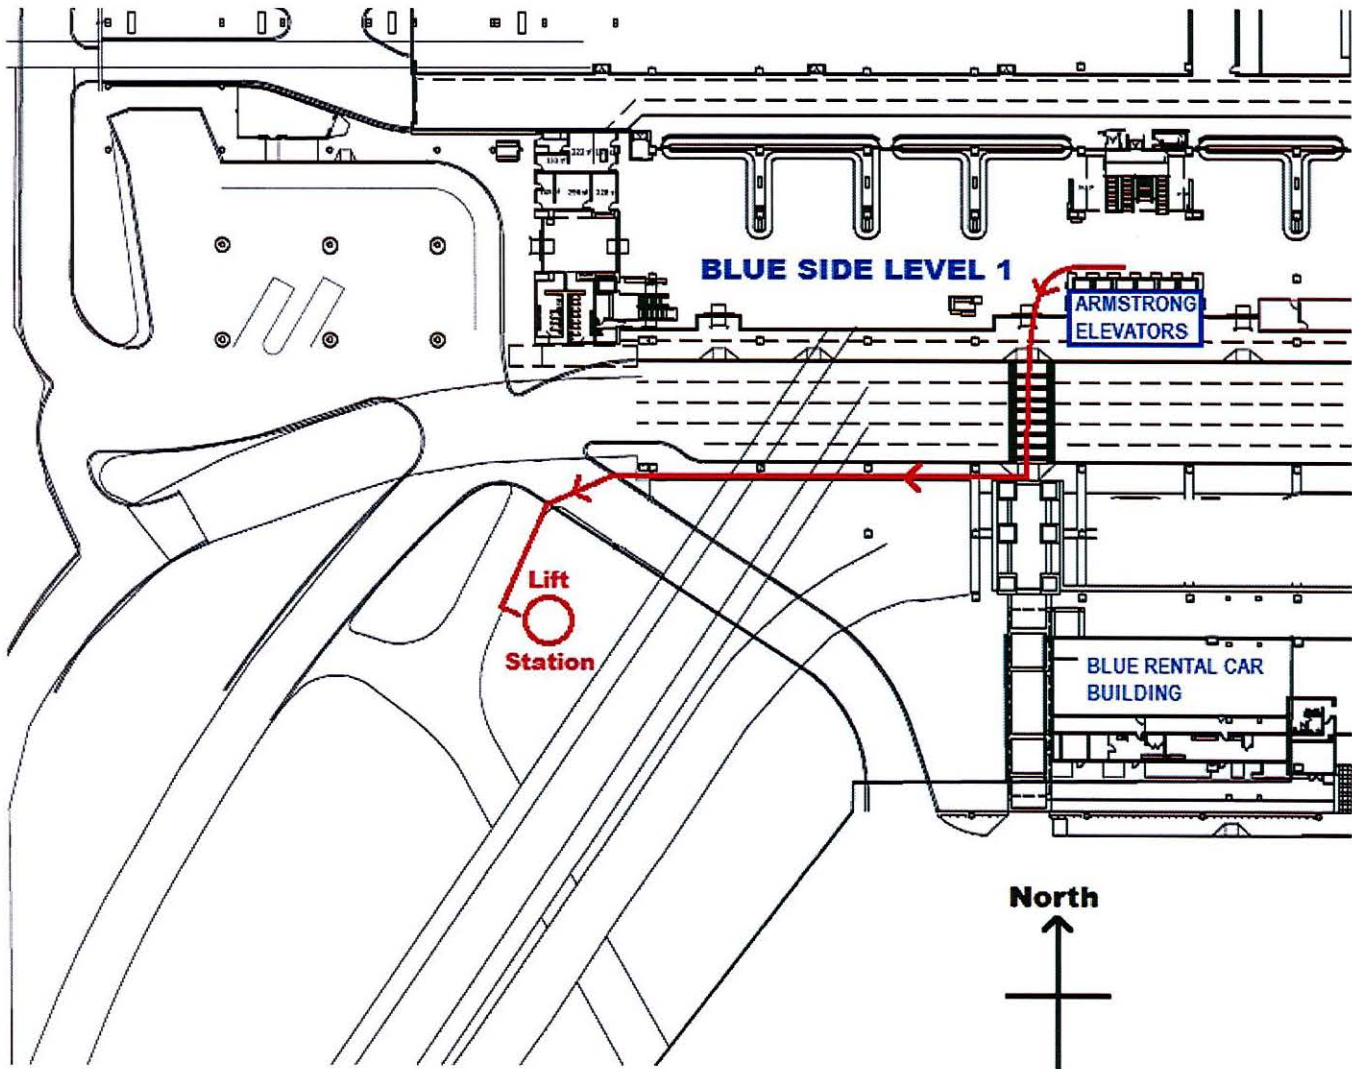 BLUE SIDE LEVEL 1
ARMSTRONG
ELEVATORS
Lift
Station
BLUE RENTAL CAR
BUILDING
North